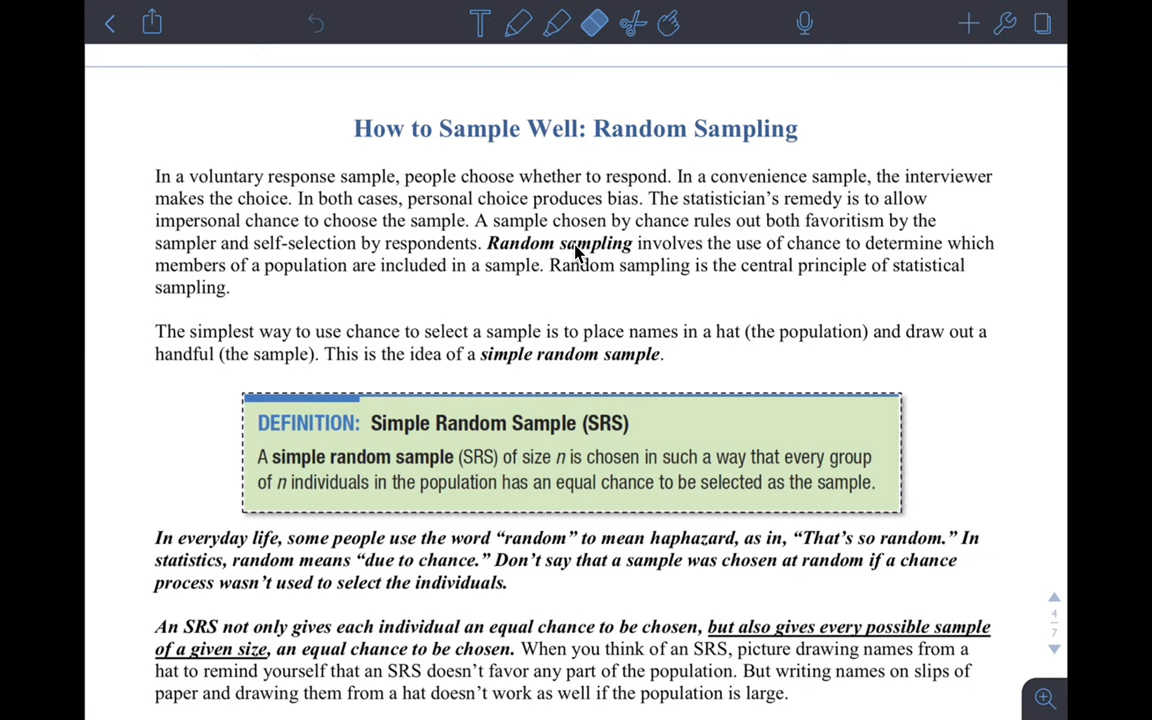 How to Sample Well: Random Sampling
In a voluntary response sample, people choose whether to respond. In a convenience sample, the interviewer
makes the choice. In both cases, personal choice produces bias. The statistician's remedy is to allow
impersonal chance to choose the sample. A sample chosen by chance rules out both favoritism by the
sampler and self-selection by respondents. Random sampling involves the use of chance to determine which
members of a population are included in a sample. Random sampling is the central principle of statistical
sampling.
The simplest way to use chance to select a sample is to place names in a hat (the population) and draw out a
handful (the sample). This is the idea of a simple random sample.
DEFINITION: Simple Random Sample (SRS)
A simple random sample (SRS) of size n is chosen in such a way that every group
of n individuals in the population has an equal chance to be selected as the sample.
In everyday life, some people use the word “random” to mean haphazard, as in, “That’s so random.” In
statistics, random means “due to chance.” Don’t say that a sample was chosen at random if a chance
process wasn’t used to select the individuals.
An SRS not only gives each individual an equal chance to be chosen, but also gives every possible sample
of a given size, an equal chance to be chosen. When you think of an SRS, picture drawing names from a
hat to remind yourself that an SRS doesn’t favor any part of the population. But writing names on slips of
paper and drawing them from a hat doesn’t work as well if the population is large.
4
7